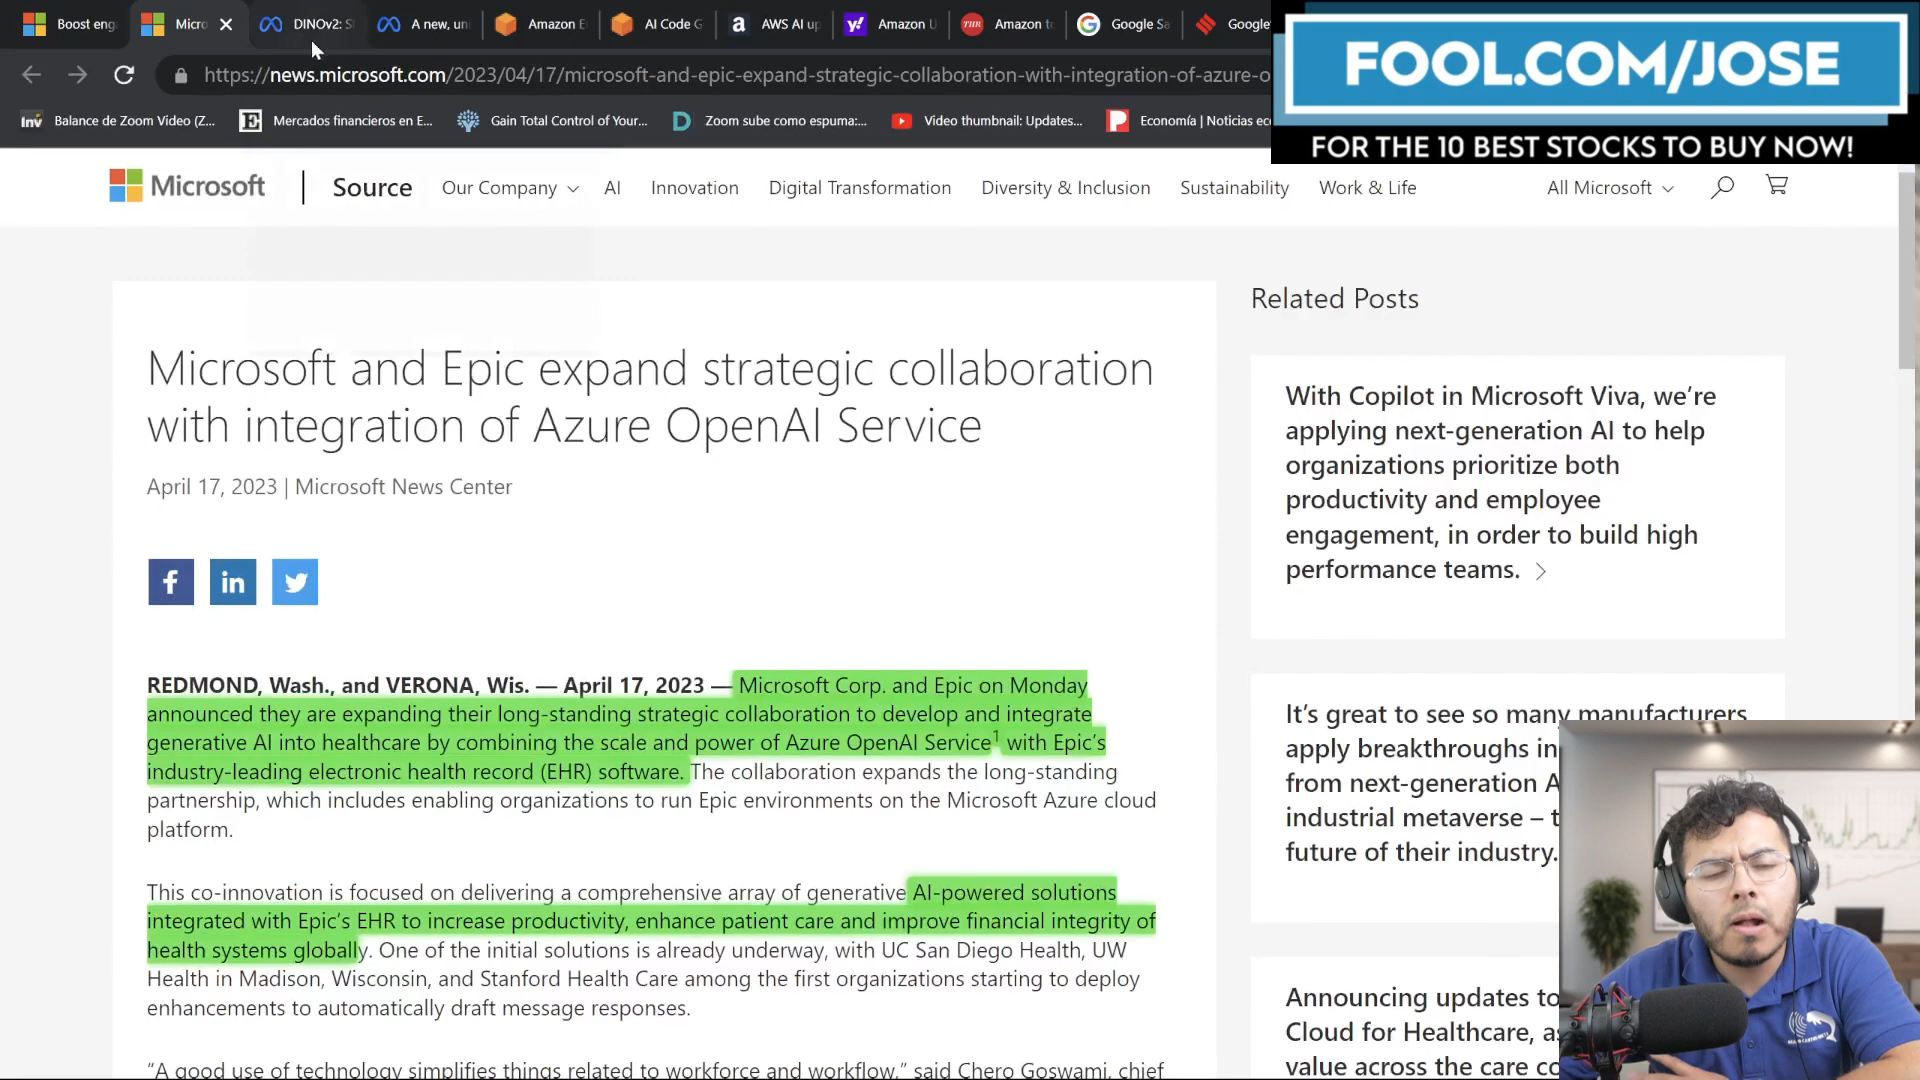 Boost eng
Micro
DINOv2: S
A new, uni
Amazon E
AI Code G
AWS AI up
Amazon U
Amazon to
Google Sa
Google
FOOL.COM/JOSE
FOR THE 10 BEST STOCKS TO BUY NOW!
https://news.microsoft.com/2023/04/17/microsoft-and-epic-expand-strategic-collaboration-with-integration-of-azure-o
Inv
Balance de Zoom Video (Z...
Mercados financieros en E...
Gain Total Control of Your...
Zoom sube como espuma:...
Video thumbnail: Updates...
Economía | Noticias ec
Microsoft
Source
Our Company
AI
Innovation
Digital Transformation
Diversity & Inclusion
Sustainability
Work & Life
All Microsoft
Microsoft and Epic expand strategic collaboration
with integration of Azure OpenAI Service
April 17, 2023 | Microsoft News Center
REDMOND, Wash., and VERONA, Wis. — April 17, 2023 — Microsoft Corp. and Epic on Monday
announced they are expanding their long-standing strategic collaboration to develop and integrate
generative AI into healthcare by combining the scale and power of Azure OpenAI Service1 with Epic’s
industry-leading electronic health record (EHR) software. The collaboration expands the long-standing
partnership, which includes enabling organizations to run Epic environments on the Microsoft Azure cloud
platform.
This co-innovation is focused on delivering a comprehensive array of generative AI-powered solutions
integrated with Epic’s EHR to increase productivity, enhance patient care and improve financial integrity of
health systems globally. One of the initial solutions is already underway, with UC San Diego Health, UW
Health in Madison, Wisconsin, and Stanford Health Care among the first organizations starting to deploy
enhancements to automatically draft message responses.
“A good use of technology simplifies things related to workforce and workflow,” said Chero Goswami, chief
Related Posts
With Copilot in Microsoft Viva, we’re
applying next-generation AI to help
organizations prioritize both
productivity and employee
engagement, in order to build high
performance teams.
It’s great to see so many manufacturers
apply breakthroughs in
from next-generation A
industrial metaverse – t
future of their industry.
Announcing updates to
Cloud for Healthcare, as
value across the care co